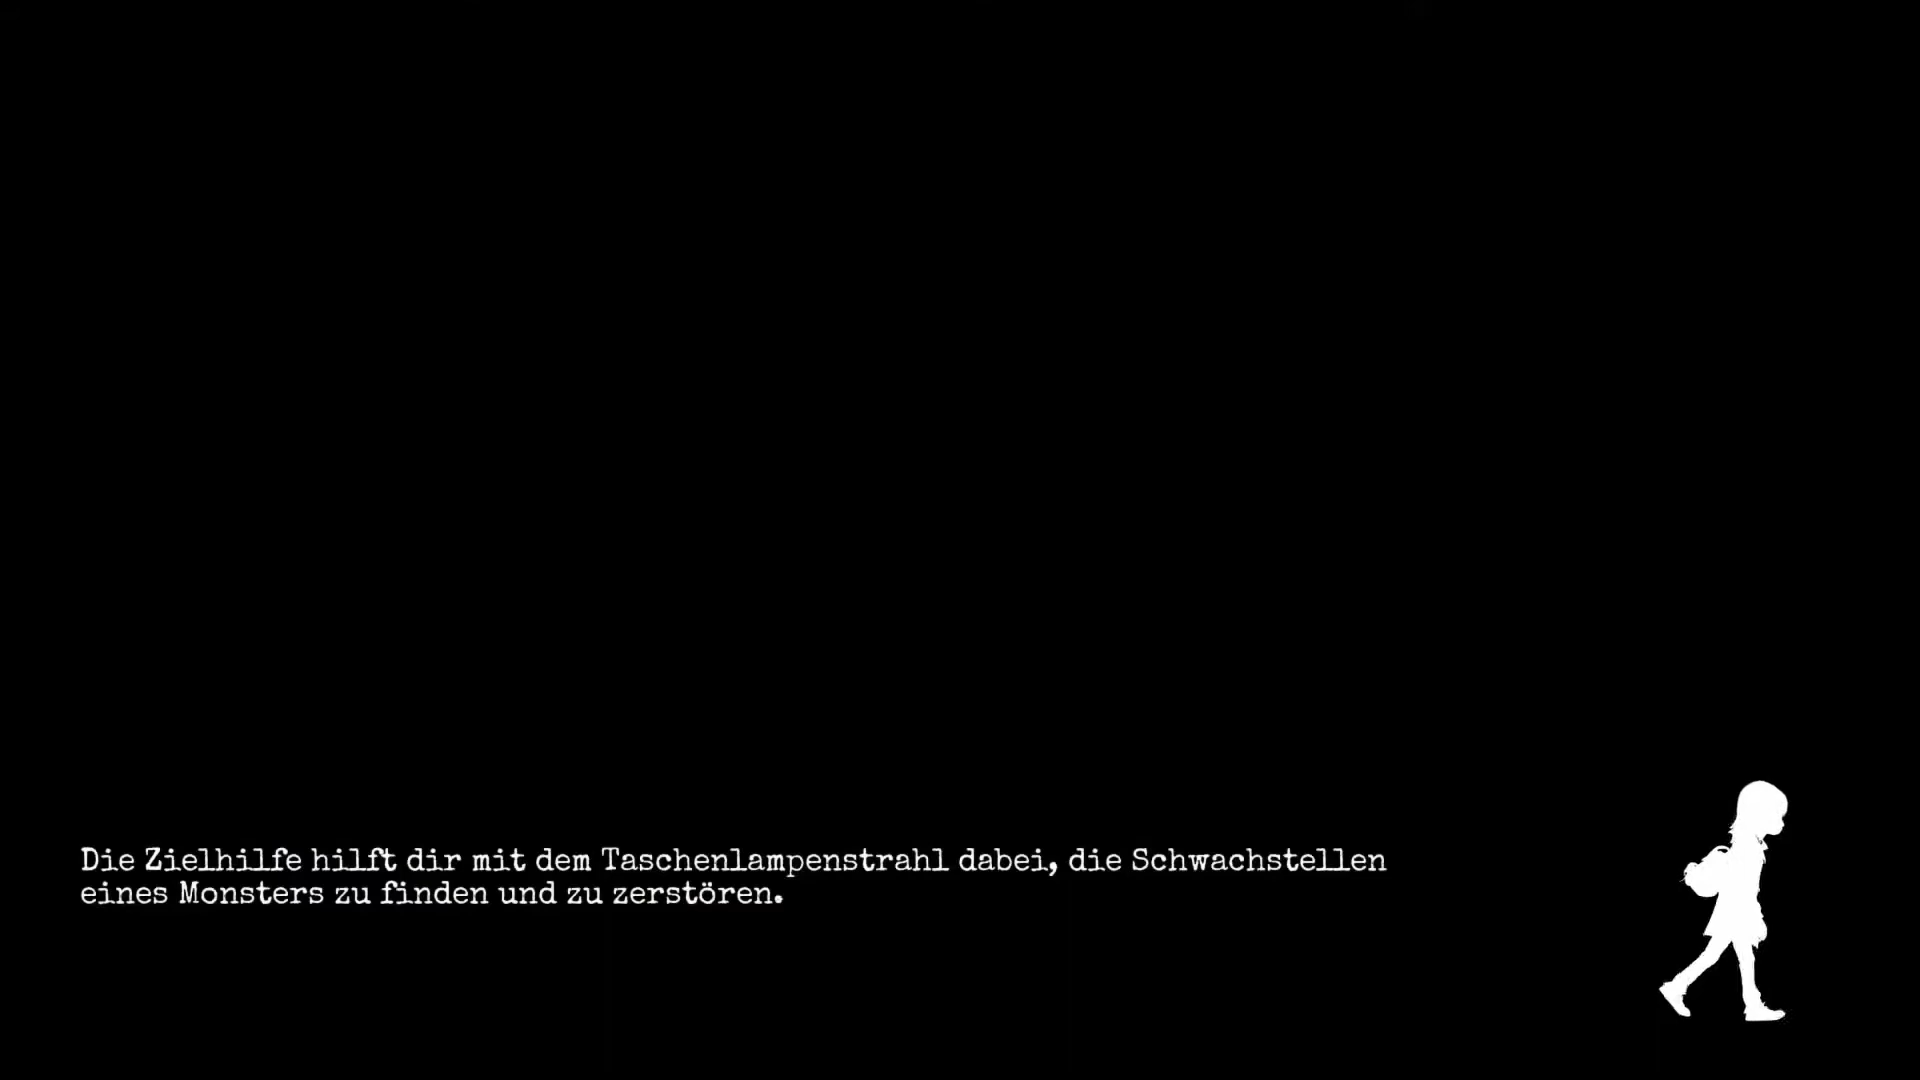 Die Zielhilfe hilft dir mit dem Taschenlampenstrahl dabei, die Schwachstellen
eines Monsters zu finden und zu zerstören.